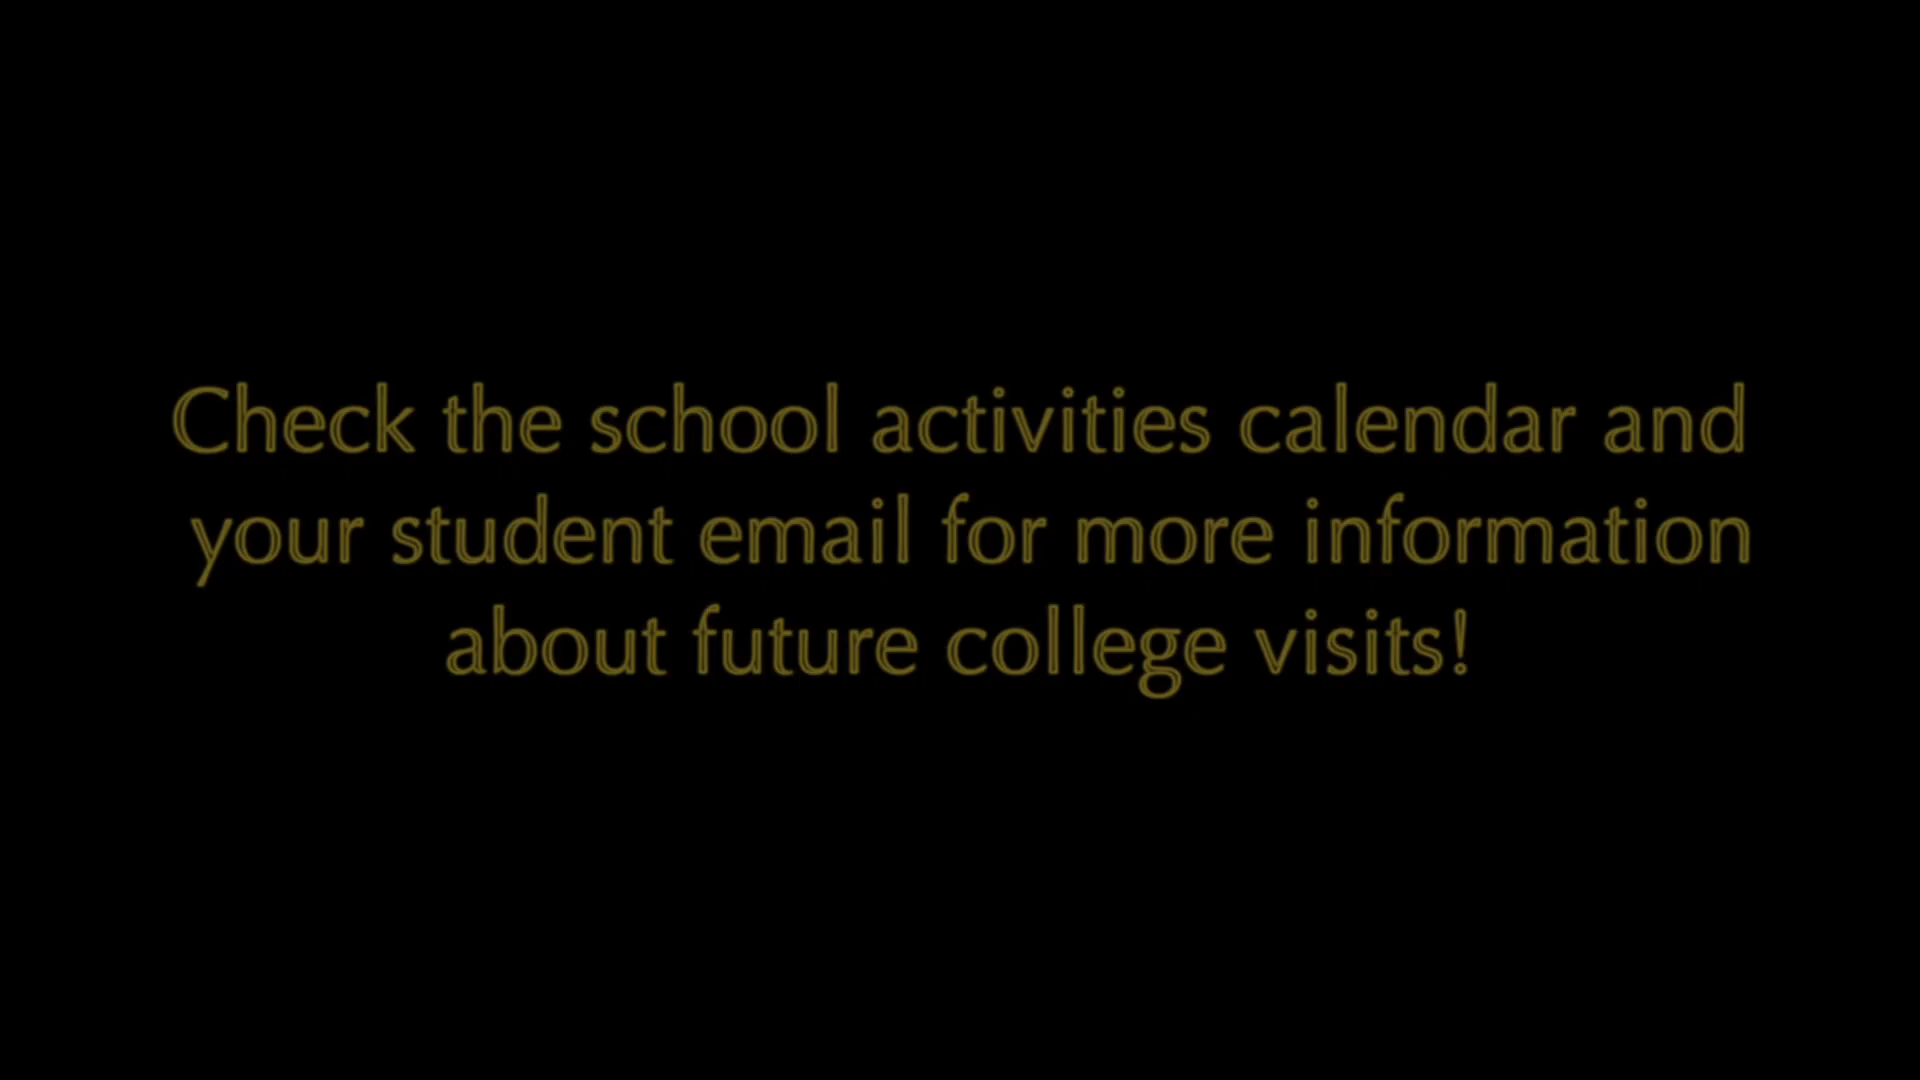 Check the school activities calendar and
your student email for more information
about future college visits!